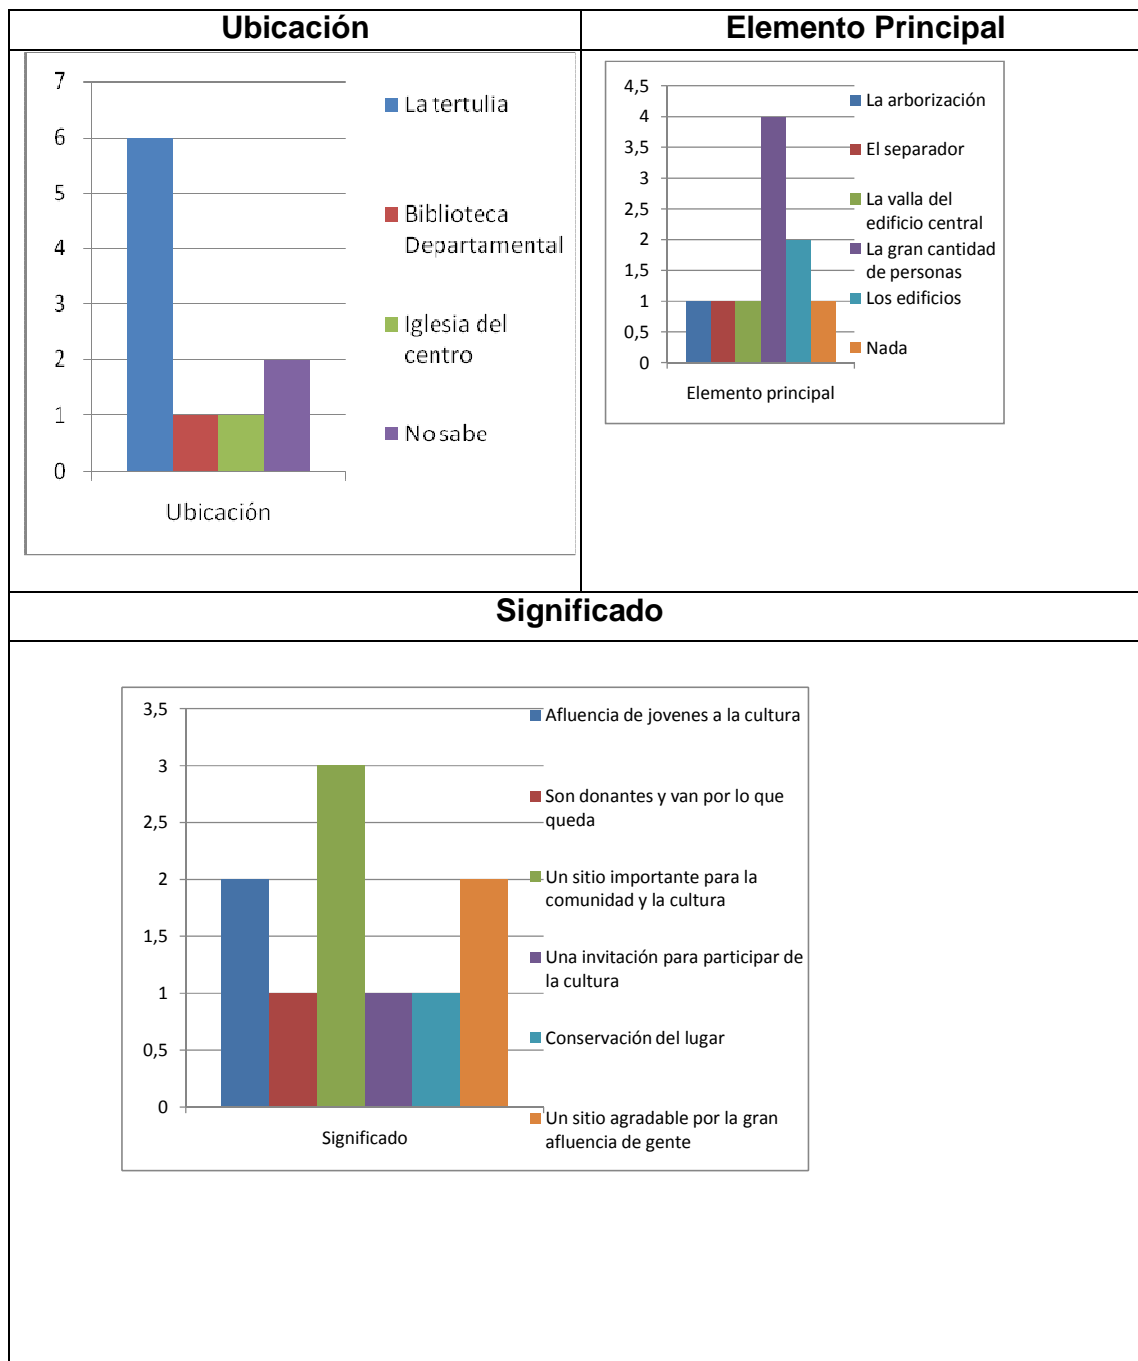 Ubicación
Elemento Principal
7
6
5
4
3
2
1
0
Ubicación
La tertulia
Biblioteca
Departamental
Iglesia del
centro
No sabe
4,5
4
3,5
3
2,5
2
1,5
1
0,5
0
Elemento principal
La arborización
El separador
La valla del
edificio central
La gran cantidad
de personas
Los edificios
Nada
Significado
3,5
3
2,5
2
1,5
1
0,5
0
Significado
Afluencia de jovenes a la cultura
Son donantes y van por lo que
queda
Un sitio importante para la
comunidad y la cultura
Una invitación para participar de
la cultura
Conservación del lugar
Un sitio agradable por la gran
afluencia de gente